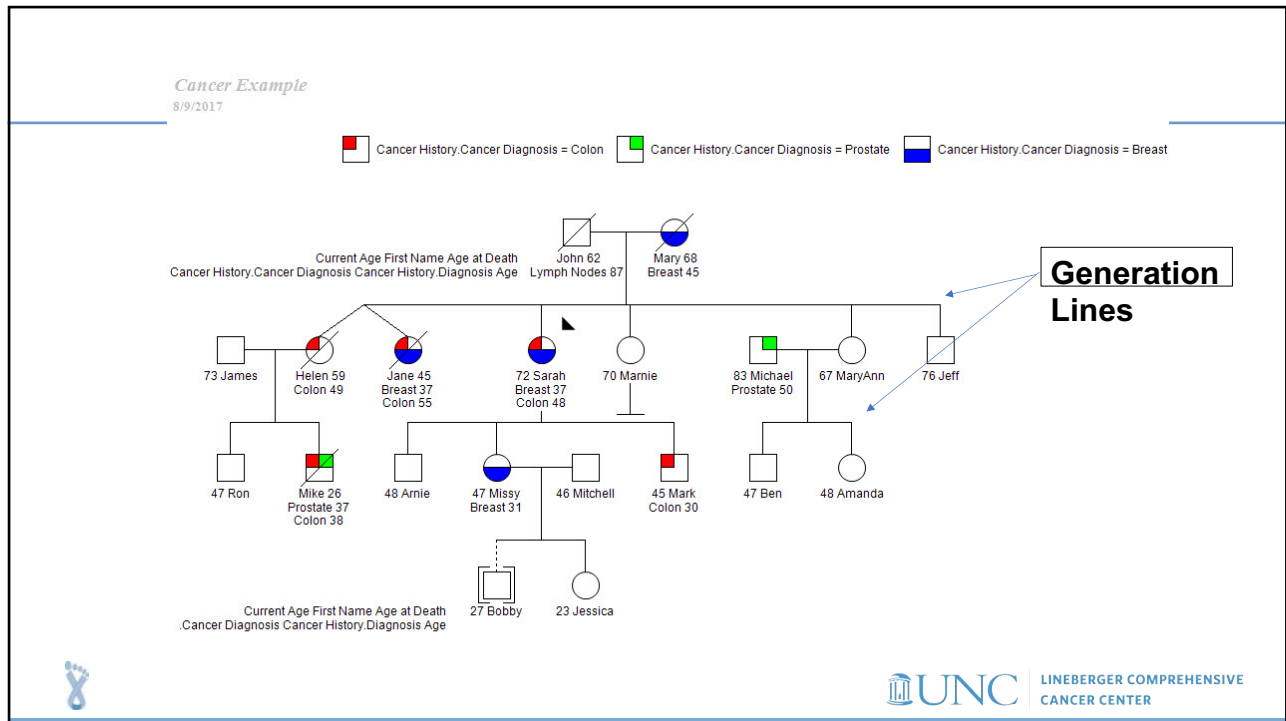 Cancer Example
8/9/2017
Cancer History.Cancer Diagnosis = Colon
Cancer History.Cancer Diagnosis = Prostate
Cancer History.Cancer Diagnosis = Breast
Current Age First Name Age at Death
Cancer History.Cancer Diagnosis Cancer History.Diagnosis Age
John 62
Lymph Nodes 87
Mary 68
Breast 45
Generation
Lines
73 James
Helen 59
Colon 49
Jane 45
Breast 37
Colon 55
72 Sarah
Breast 37
Colon 48
70 Marnie
83 Michael
Prostate 50
67 MaryAnn
76 Jeff
47 Ron
Mike 26
Prostate 37
Colon 38
48 Arnie
47 Missy
Breast 31
46 Mitchell
45 Mark
Colon 30
47 Ben
48 Amanda
Current Age First Name Age at Death
.Cancer Diagnosis Cancer History.Diagnosis Age
27 Bobby
23 Jessica
UNC
LINEBERGER COMPREHENSIVE
CANCER CENTER